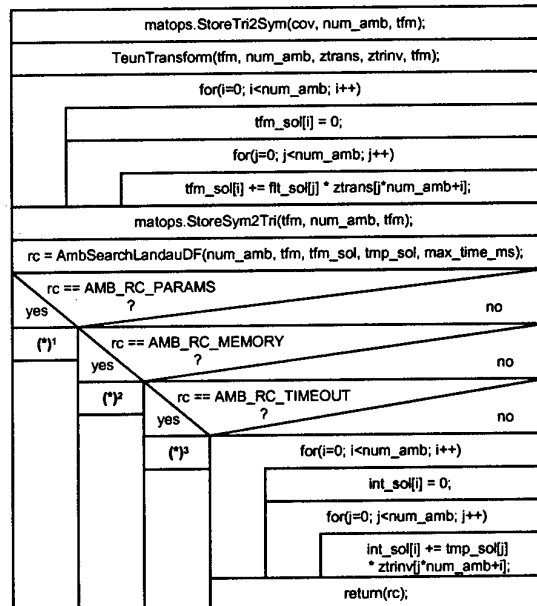 matops.StoreTri2Sym(cov, num_amb, tfm);
TeunTransform(tfm, num_amb, ztrans, ztrinv, tfm);
for(i=0; i<num_amb; i++)
tfm_sol[i] = 0;
for(j=0; j<num_amb; j++)
tfm_sol[i] += flt_sol[j] * ztrans[j*num_amb+i];
matops.StoreSym2Tri(tfm, num_amb, tfm);
rc = AmbSearchLandauDF(num_amb, tfm, tfm_sol, tmp_sol, max_time_ms);
rc == AMB_RC_PARAMS
?
yes
no
(*)¹
rc == AMB_RC_MEMORY
?
yes
no
(*)²
rc == AMB_RC_TIMEOUT
?
yes
no
(*)³
for(i=0; i<num_amb; i++)
int_sol[i] = 0;
for(j=0; j<num_amb; j++)
int_sol[i] += tmp_sol[j]
* ztrinv[j*num_amb+i];
return(rc);